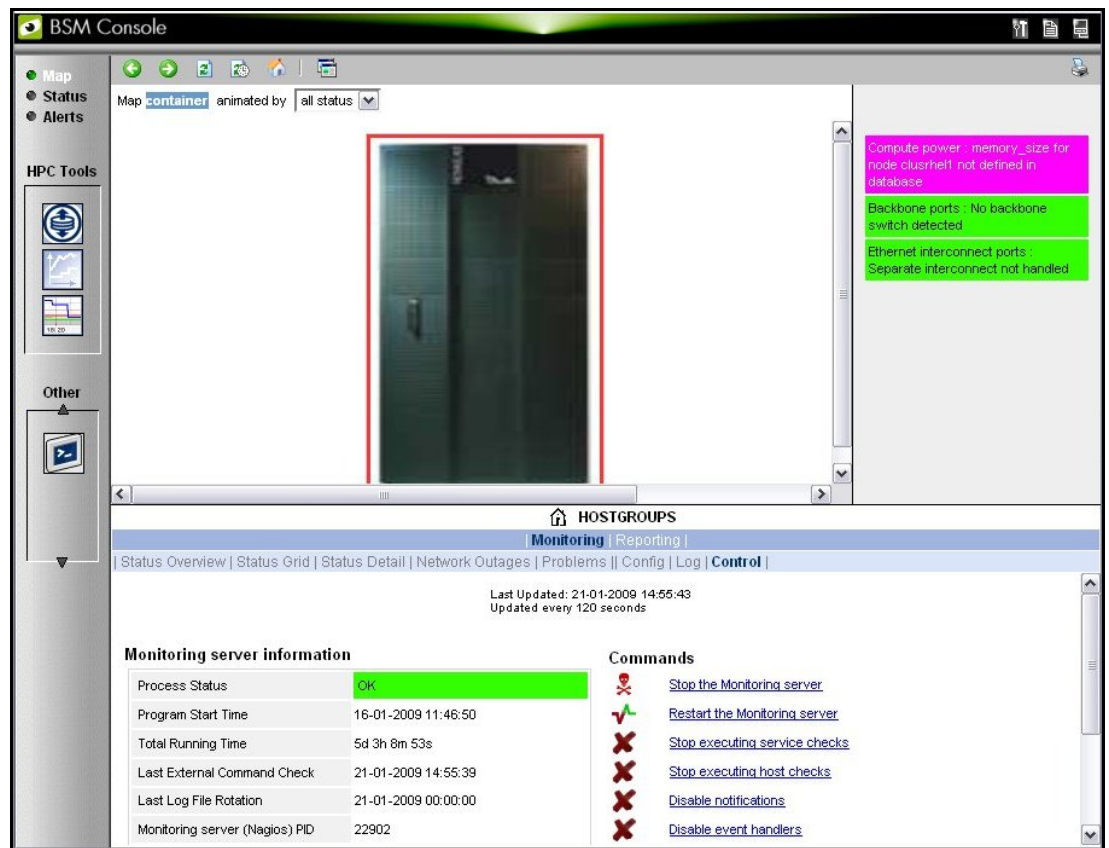 BSM Console
Map
Status
Alerts
HPC Tools
18: 20
Other
Map container animated by all status
Compute power : memory_size for
node clusrhel1 not defined in
database
Backbone ports : No backbone
switch detected
Ethernet interconnect ports :
Separate interconnect not handled
HOSTGROUPS
| Monitoring | Reporting |
| Status Overview | Status Grid | Status Detail | Network Outages | Problems || Config | Log | Control |
Last Updated: 21-01-2009 14:55:43
Updated every 120 seconds
Monitoring server information
Process Status OK
Program Start Time 16-01-2009 11:46:50
Total Running Time 5d 3h 8m 53s
Last External Command Check 21-01-2009 14:55:39
Last Log File Rotation 21-01-2009 00:00:00
Monitoring server (Nagios) PID 22902
Commands
Stop the Monitoring server
Restart the Monitoring server
Stop executing service checks
Stop executing host checks
Disable notifications
Disable event handlers